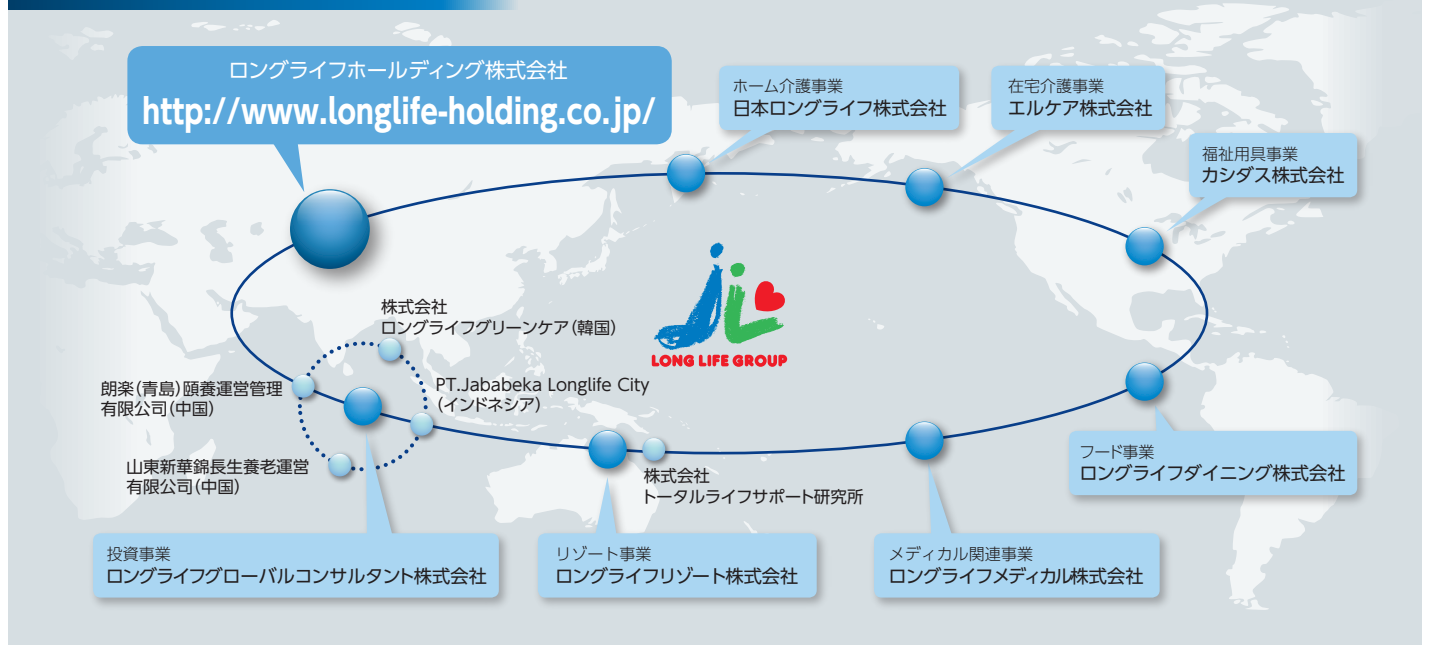 ロングライフホールディング株式会社
http://www.longlife-holding.co.jp/
ホーム介護事業
日本ロングライフ株式会社
在宅介護事業
エルケア株式会社
福祉用具事業
カシダス株式会社
LONG LIFE GROUP
株式会社
ロングライフグリーンケア(韓国)
朗楽(青島)頤養運営管理
有限公司(中国)
PT.Jababeka Longlife City
(インドネシア)
山東新華錦長生養老運営
有限公司(中国)
株式会社
トータルライフサポート研究所
フード事業
ロングライフダイニング株式会社
投資事業
ロングライフグローバルコンサルタント株式会社
リゾート事業
ロングライフリゾート株式会社
メディカル関連事業
ロングライフメディカル株式会社